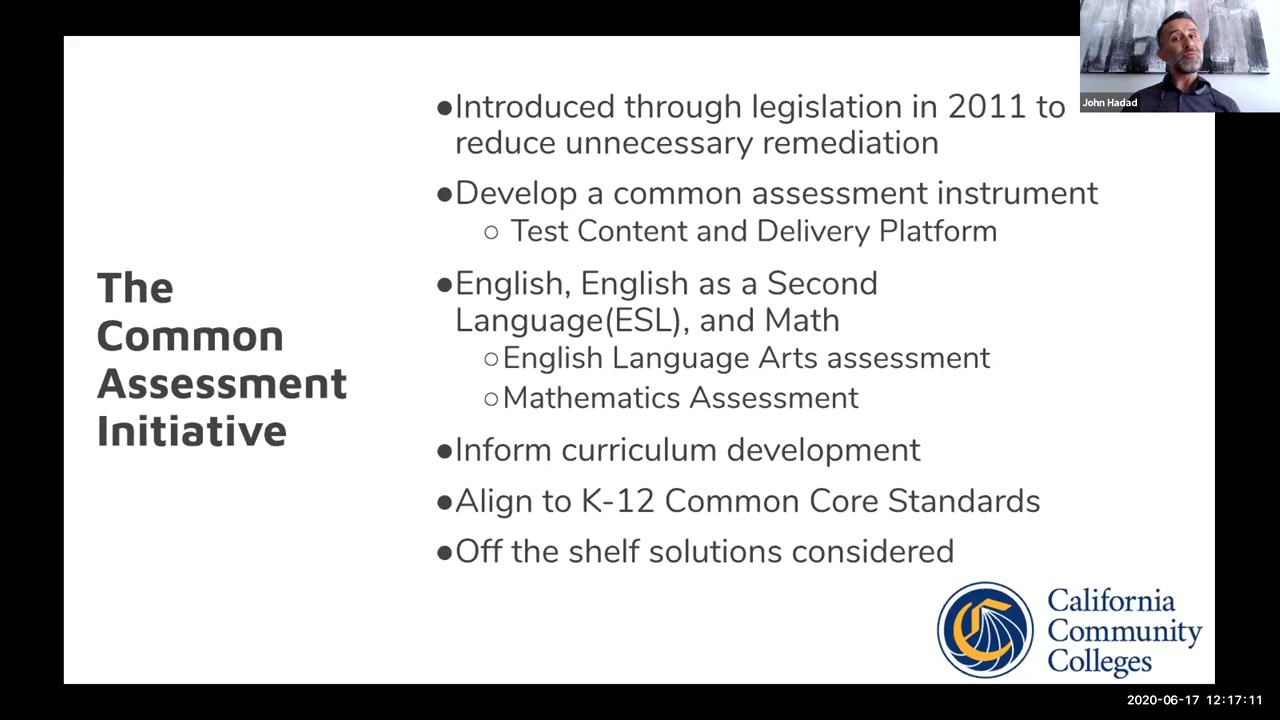 The
Common
Assessment
Initiative
●Introduced through legislation in 2011 to
reduce unnecessary remediation
●Develop a common assessment instrument
○ Test Content and Delivery Platform
●English, English as a Second
Language(ESL), and Math
○English Language Arts assessment
○Mathematics Assessment
●Inform curriculum development
●Align to K-12 Common Core Standards
●Off the shelf solutions considered
California
Community
Colleges
John Hadad
2020-06-17 12:17:11